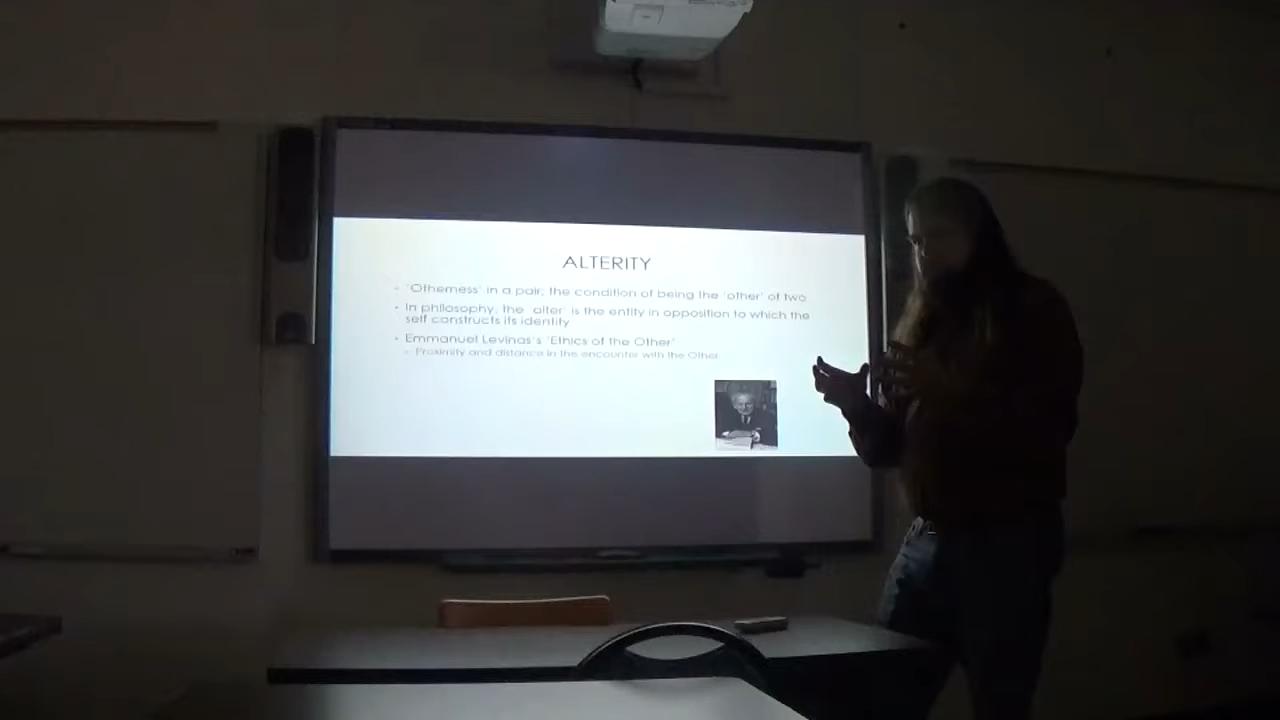 ALTERITY
- 'Otherness' in a pair; the condition of being the 'other' of two
- In philosophy, the 'alter' is the entity in opposition to which the
self constructs its identity
- Emmanuel Levinas's 'Ethics of the Other'
- Proximity and distance in the encounter with the Other